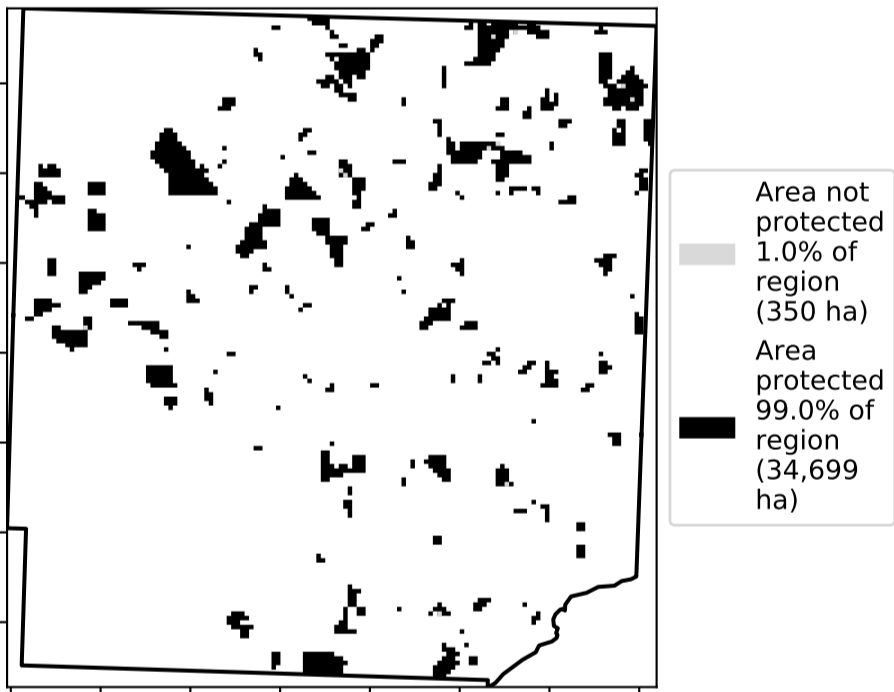 Area not
protected
1.0% of
region
(350 ha)
Area
protected
99.0% of
region
(34,699
ha)